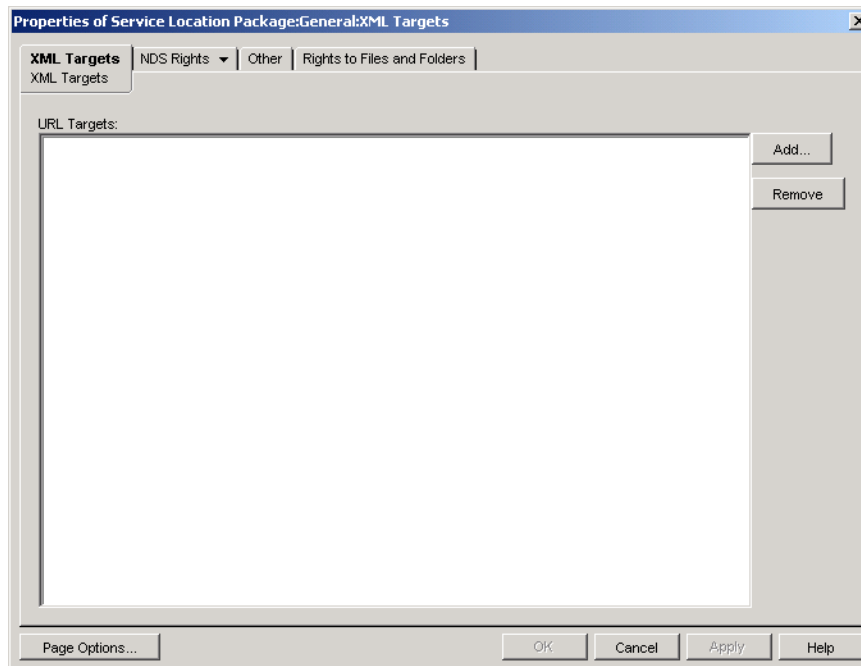 Properties of Service Location Package:General:XML Targets
XML Targets NDS Rights Other Rights to Files and Folders
XML Targets
URL Targets:
Add...
Remove
Page Options... OK Cancel Apply Help